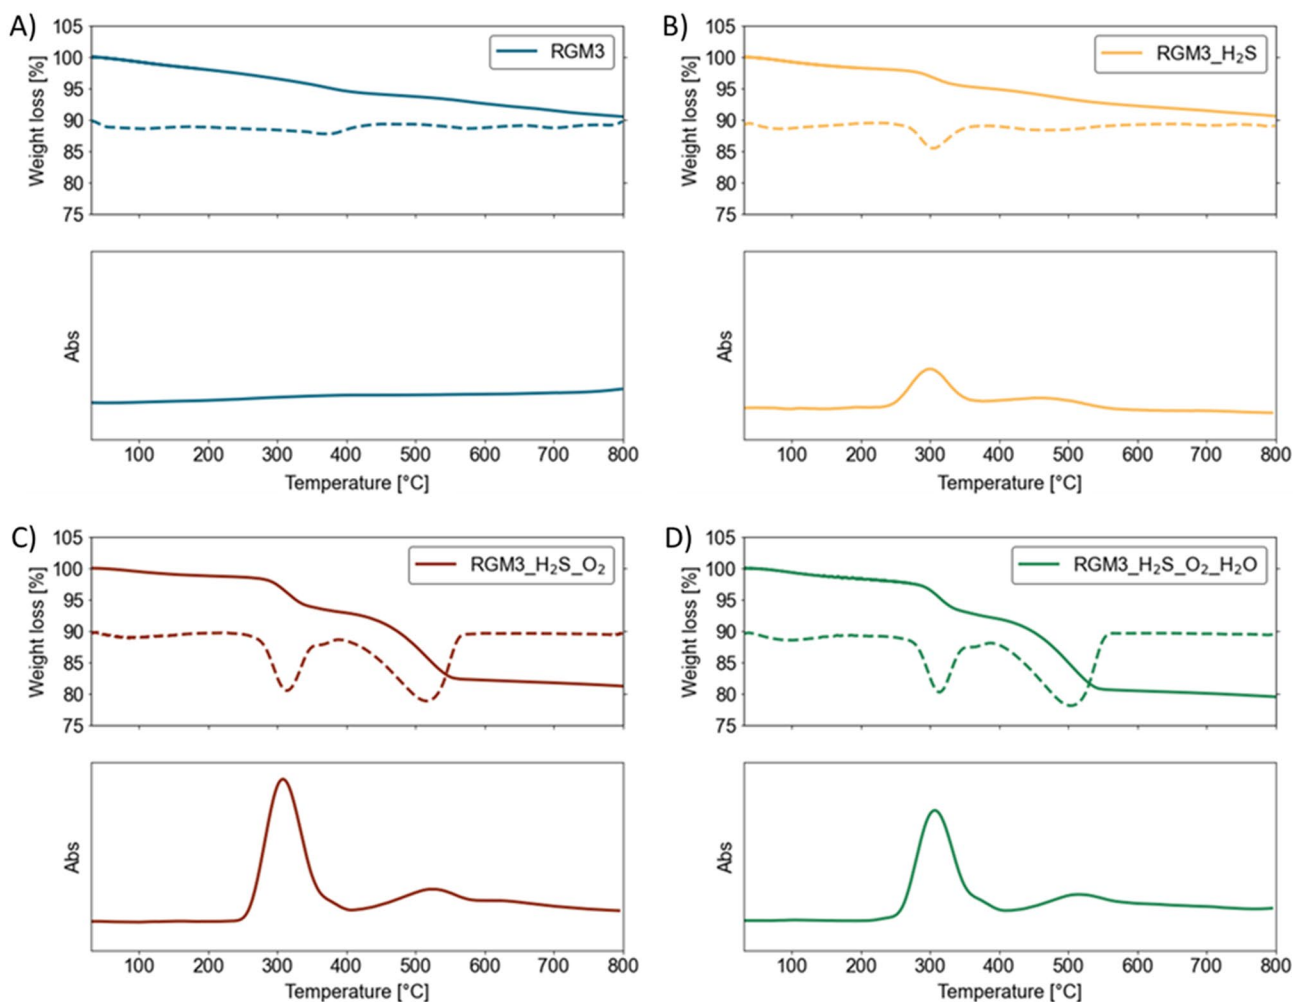 A)
Weight loss [%]
105
100
95
90
85
80
75
RGM3
Abs
100 200 300 400 500 600 700 800
Temperature [°C]
B)
Weight loss [%]
105
100
95
90
85
80
75
RGM3_H₂S
Abs
100 200 300 400 500 600 700 800
Temperature [°C]
C)
Weight loss [%]
105
100
95
90
85
80
75
RGM3_H₂S_O₂
Abs
100 200 300 400 500 600 700 800
Temperature [°C]
D)
Weight loss [%]
105
100
95
90
85
80
75
RGM3_H₂S_O₂_H₂O
Abs
100 200 300 400 500 600 700 800
Temperature [°C]